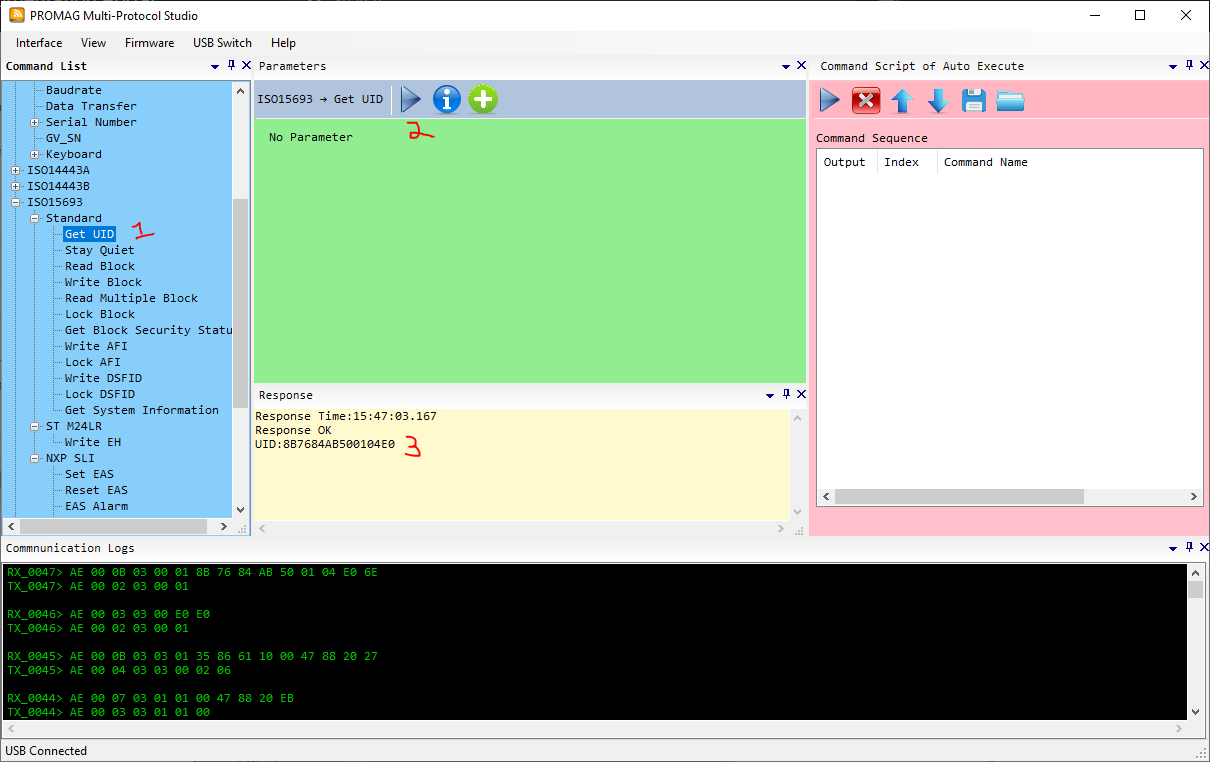 PROMAG Multi-Protocol Studio
Interface View Firmware USB Switch Help
Command List
Baudrate
Data Transfer
Serial Number
GV_SN
Keyboard
ISO14443A
ISO14443B
ISO15693
Standard
Get UID 1
Stay Quiet
Read Block
Write Block
Read Multiple Block
Lock Block
Get Block Security Statu
Write AFI
Lock AFI
Write DSFID
Lock DSFID
Get System Information
ST M24LR
Write EH
NXP SLI
Set EAS
Reset EAS
EAS Alarm
Parameters
ISO15693 → Get UID
2
No Parameter
Response
Response Time:15:47:03.167
Response OK
UID:8B7684AB500104E0 3
Command Script of Auto Execute
Command Sequence
Output Index Command Name
Commnunication Logs
RX_0047> AE 00 0B 03 00 01 8B 76 84 AB 50 01 04 E0 6E
TX_0047> AE 00 02 03 00 01
RX_0046> AE 00 03 03 00 E0 E0
TX_0046> AE 00 02 03 00 01
RX_0045> AE 00 0B 03 03 01 35 86 61 10 00 47 88 20 27
TX_0045> AE 00 04 03 03 00 02 06
RX_0044> AE 00 07 03 01 01 00 47 88 20 EB
TX_0044> AE 00 03 03 01 01 00
USB Connected